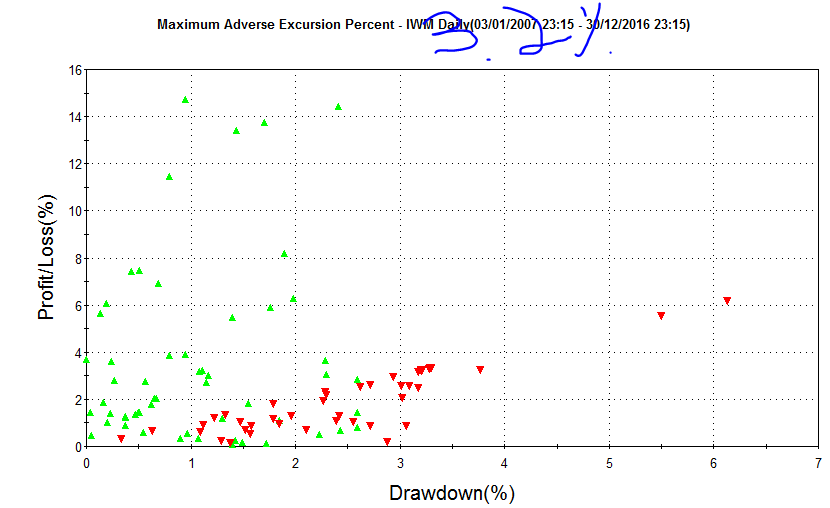 Maximum Adverse Excursion Percent - IWM Daily(03/01/2007 23:15 - 30/12/2016 23:15)
3.2%.
16
14
12
10
8
6
4
2
0
Profit/Loss(%)
0 1 2 3 4 5 6 7
Drawdown(%)